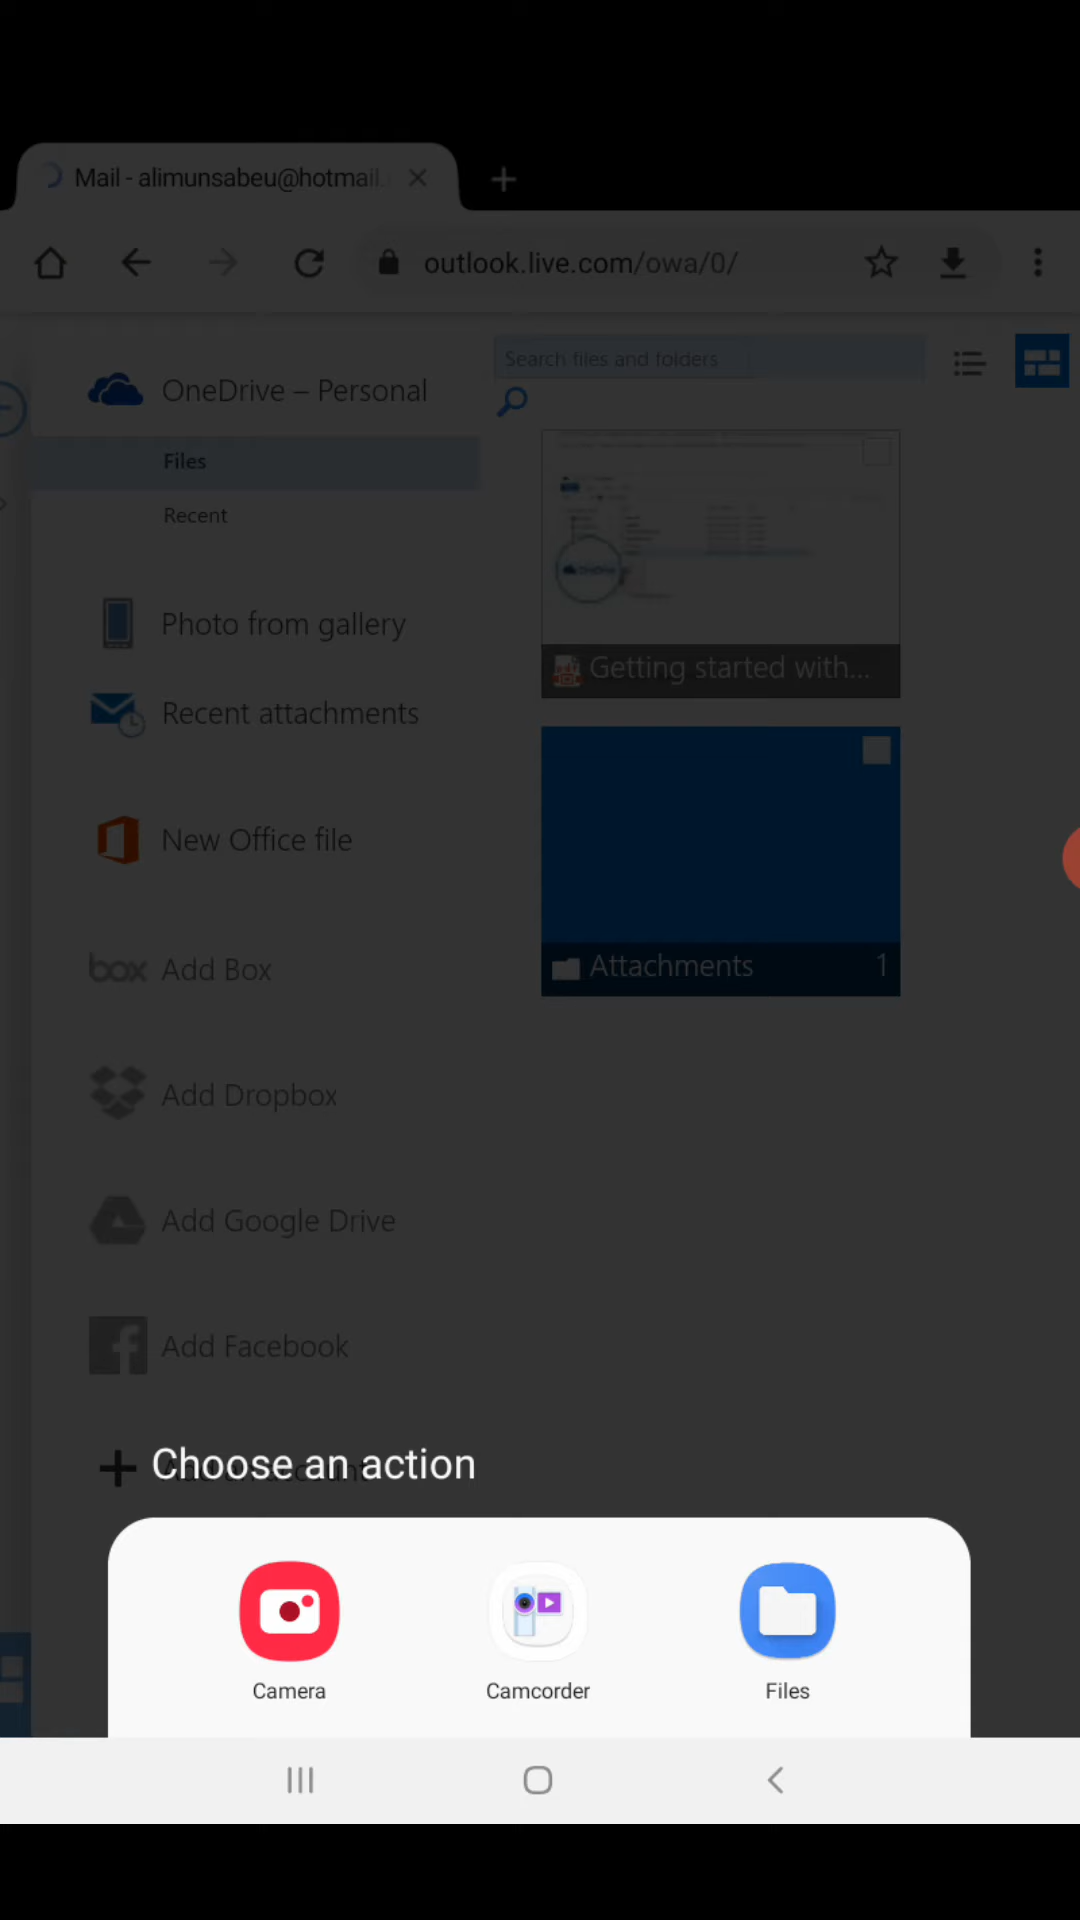 Mail - alimunsabeu@hotmail.
outlook.live.com/owa/0/
OneDrive – Personal
Files
Recent
Photo from gallery
Recent attachments
New Office file
box Add Box
Add Dropbox
Add Google Drive
Add Facebook
Search files and folders
Getting started with...
Attachments 1
Choose an action
Camera
Camcorder
Files